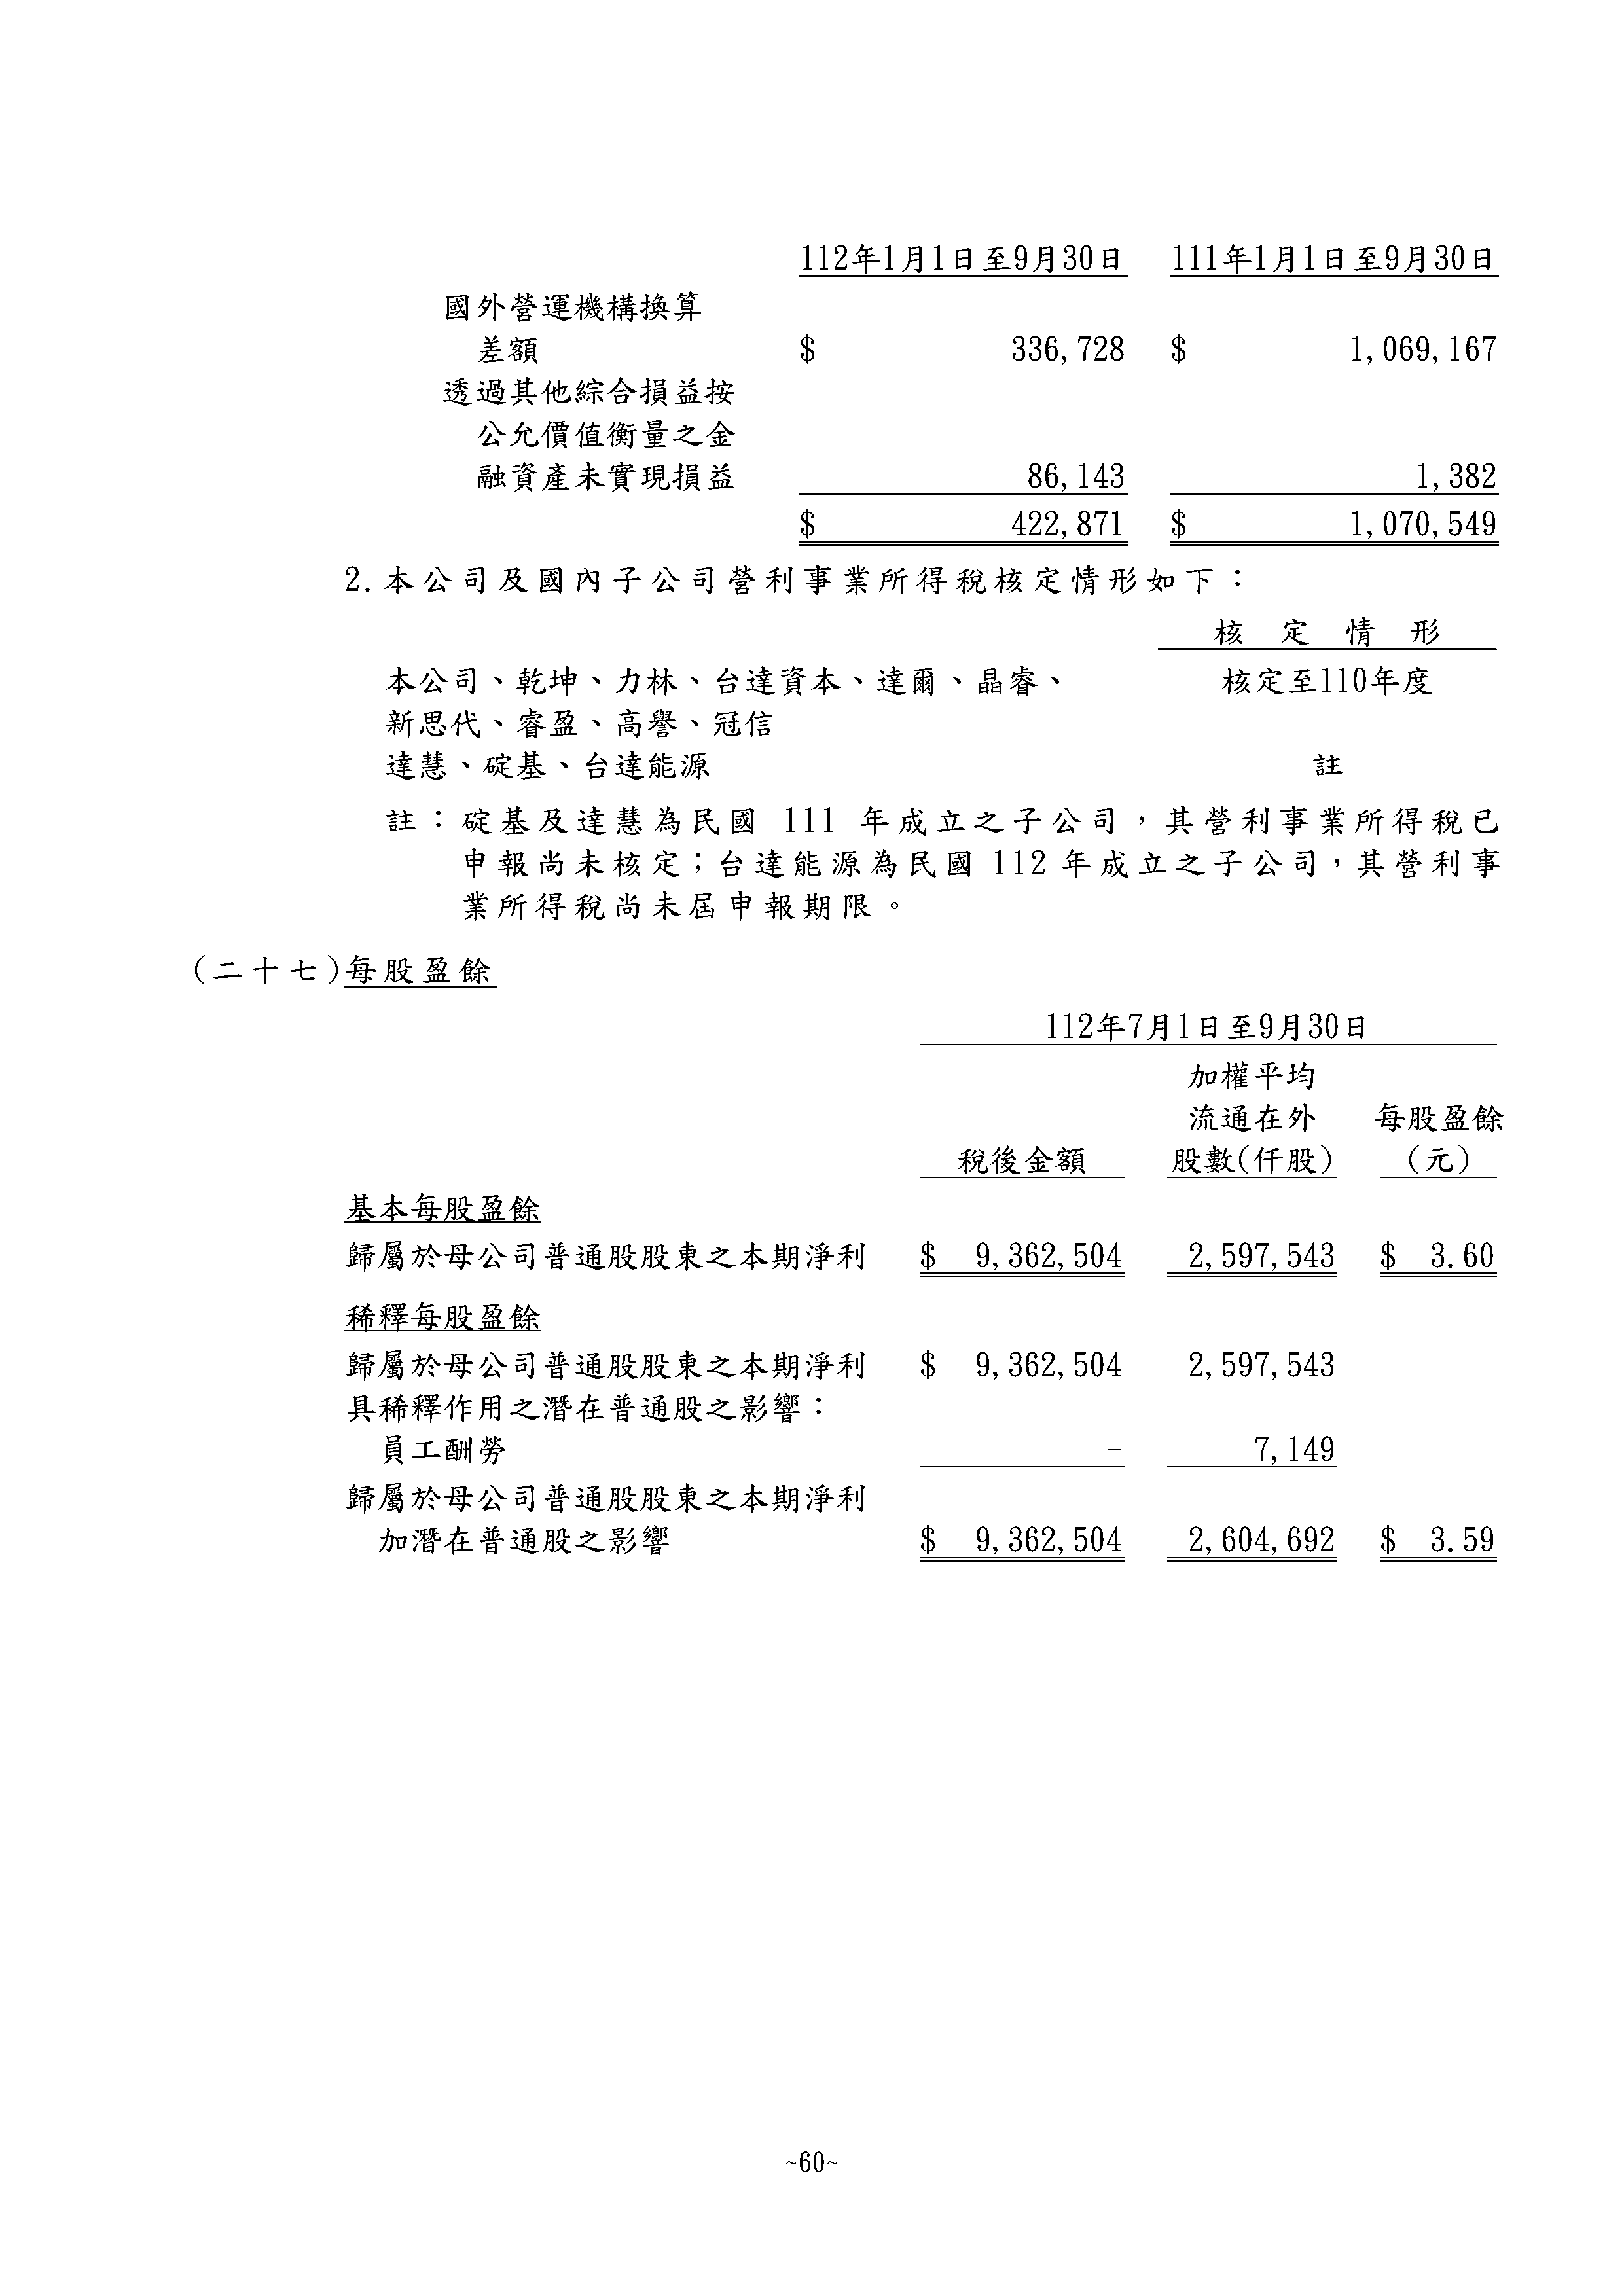 112年1月1日至9月30日 111年1月1日至9月30日
國外營運機構換算
差額 $ 336,728 $ 1,069,167
透過其他綜合損益按
公允價值衡量之金
融資產未實現損益 86,143 1,382
$ 422,871 $ 1,070,549
2.本公司及國內子公司營利事業所得稅核定情形如下：
核 定 情 形
本公司、乾坤、力林、台達資本、達爾、晶睿、 核定至110年度
新思代、睿盈、高譽、冠信
達慧、碇基、台達能源 註
註：碇基及達慧為民國 111 年成立之子公司，其營利事業所得稅已
申報尚未核定；台達能源為民國 112 年成立之子公司，其營利事
業所得稅尚未屆申報期限。
(二十七)每股盈餘
112年7月1日至9月30日
加權平均
流通在外 每股盈餘
稅後金額 股數(仟股) (元)
基本每股盈餘
歸屬於母公司普通股股東之本期淨利 $ 9,362,504 2,597,543 $ 3.60
稀釋每股盈餘
歸屬於母公司普通股股東之本期淨利 $ 9,362,504 2,597,543
具稀釋作用之潛在普通股之影響：
員工酬勞 - 7,149
歸屬於母公司普通股股東之本期淨利
加潛在普通股之影響 $ 9,362,504 2,604,692 $ 3.59
~60~